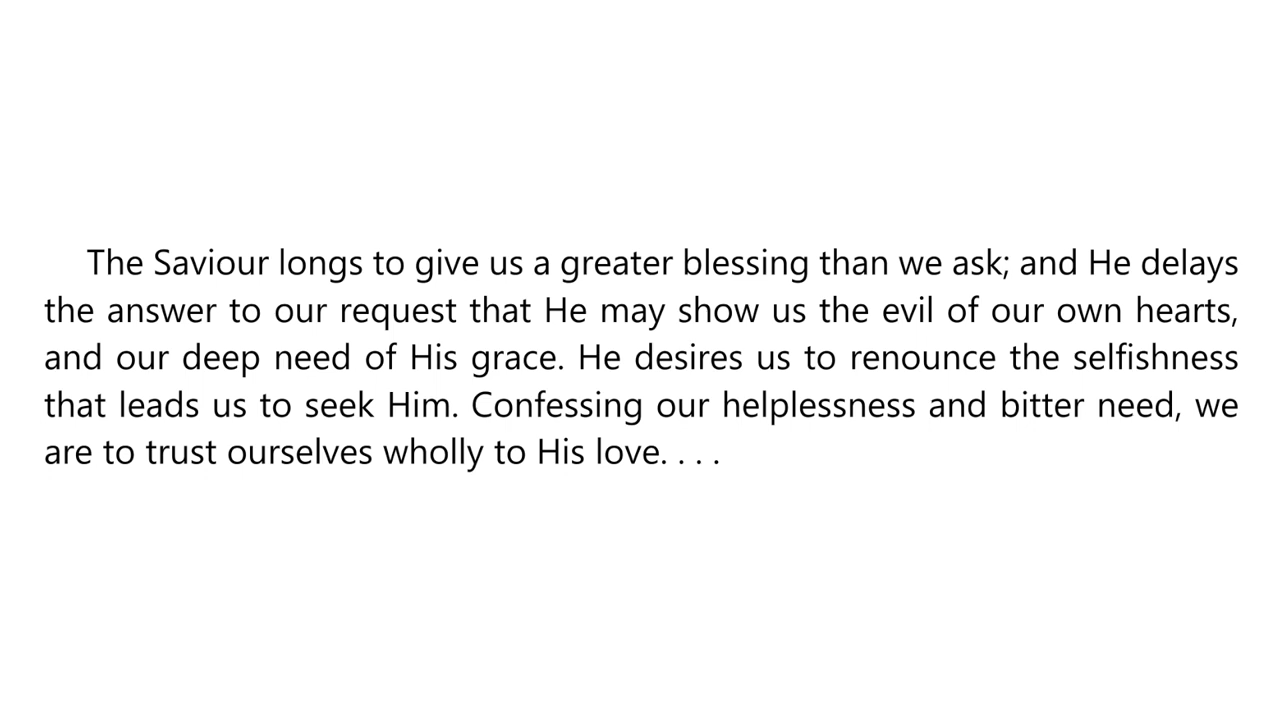 The Saviour longs to give us a greater blessing than we ask; and He delays
the answer to our request that He may show us the evil of our own hearts,
and our deep need of His grace. He desires us to renounce the selfishness
that leads us to seek Him. Confessing our helplessness and bitter need, we
are to trust ourselves wholly to His love. . . .